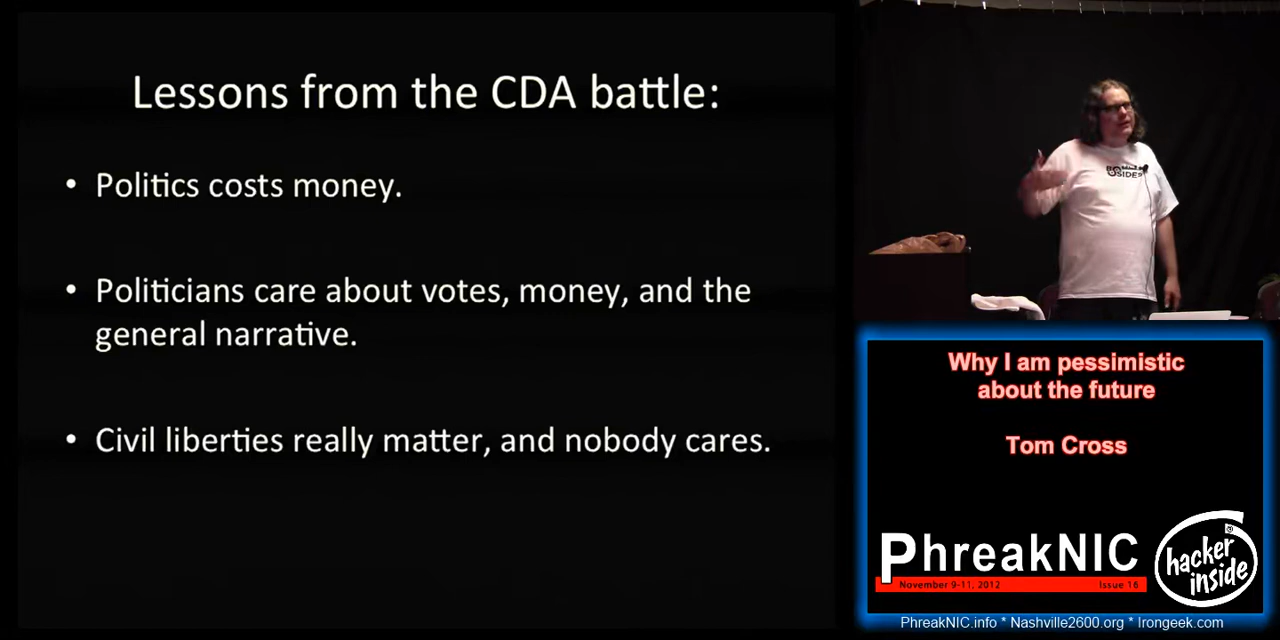 Lessons from the CDA battle:
• Politics costs money.
• Politicians care about votes, money, and the
general narrative.
• Civil liberties really matter, and nobody cares.
SIDES
Why I am pessimistic
about the future
Tom Cross
PhreakNIC
November 9-11, 2012 Issue 16
hacker
inside
PhreakNIC.info * Nashville2600.org * Irongeek.com